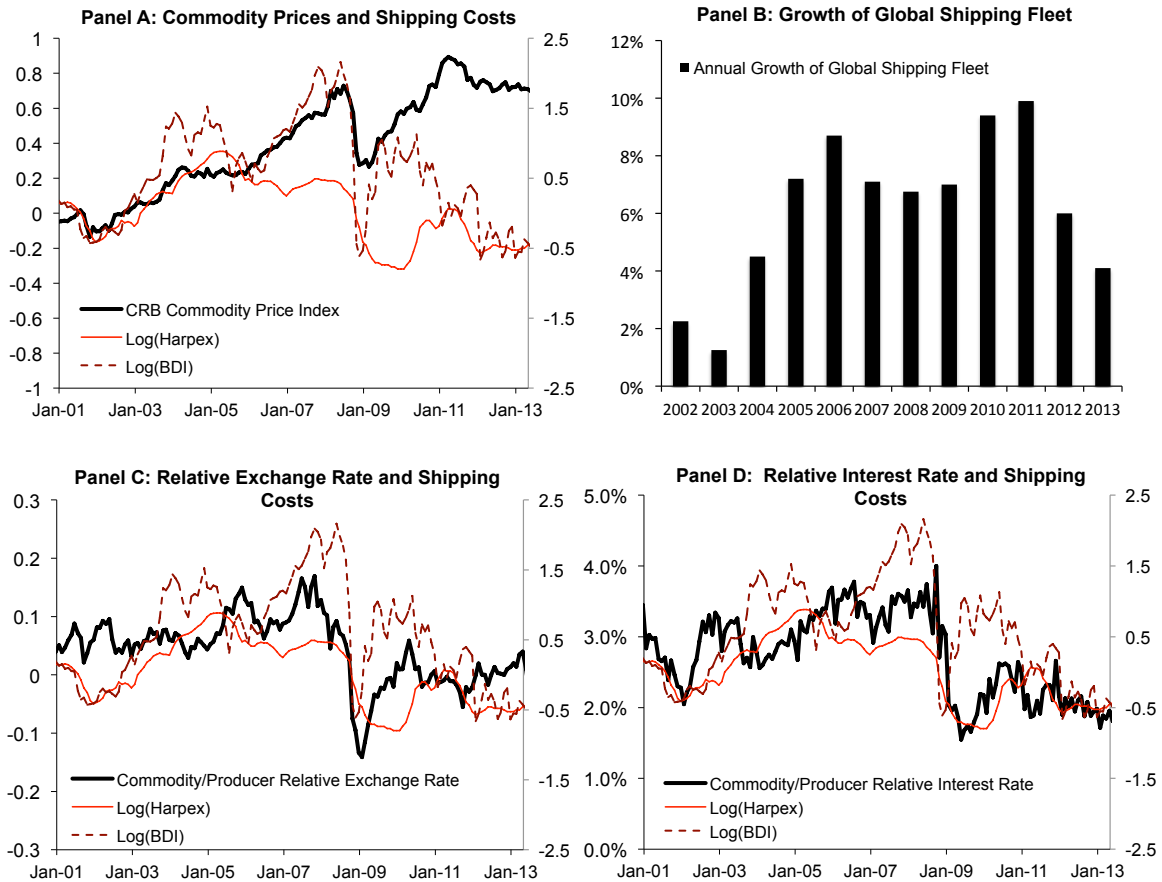 Panel A: Commodity Prices and Shipping Costs
1
0.8
0.6
0.4
0.2
0
-0.2
-0.4
-0.6
-0.8
-1
2.5
1.5
0.5
-0.5
-1.5
-2.5
CRB Commodity Price Index
Log(Harpex)
Log(BDI)
Jan-01 Jan-03 Jan-05 Jan-07 Jan-09 Jan-11 Jan-13
Panel B: Growth of Global Shipping Fleet
12%
10%
8%
6%
4%
2%
0%
Annual Growth of Global Shipping Fleet
2002 2003 2004 2005 2006 2007 2008 2009 2010 2011 2012 2013
Panel C: Relative Exchange Rate and Shipping
Costs
0.3
0.2
0.1
0
-0.1
-0.2
-0.3
2.5
1.5
0.5
-0.5
-1.5
-2.5
Commodity/Producer Relative Exchange Rate
Log(Harpex)
Log(BDI)
Jan-01 Jan-03 Jan-05 Jan-07 Jan-09 Jan-11 Jan-13
Panel D: Relative Interest Rate and Shipping
Costs
5.0%
4.0%
3.0%
2.0%
1.0%
0.0%
2.5
1.5
0.5
-0.5
-1.5
-2.5
Commodity/Producer Relative Interest Rate
Log(Harpex)
Log(BDI)
Jan-01 Jan-03 Jan-05 Jan-07 Jan-09 Jan-11 Jan-13